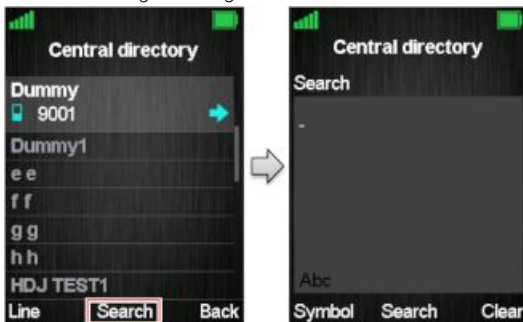 Central directory
Dummy
9001
Dummy1
e e
f f
g g
h h
HDJ TEST1
Line Search Back
Central directory
Search
-
Abc
Symbol Search Clear